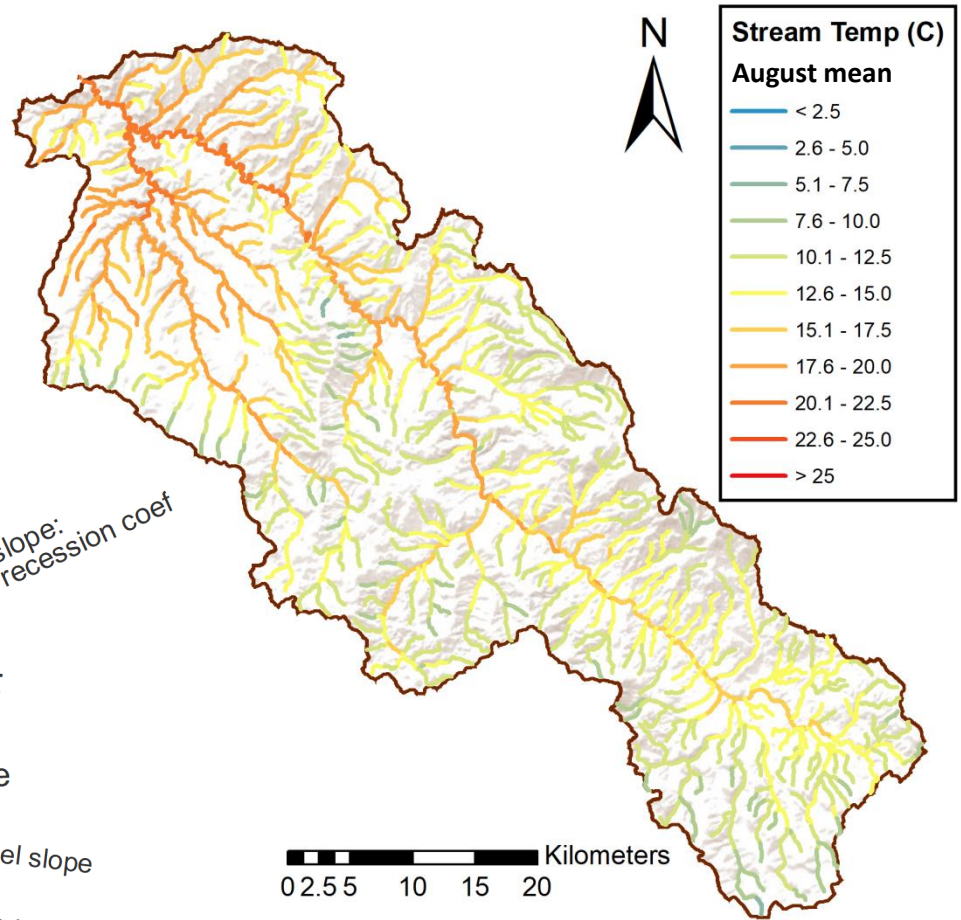 N
Stream Temp (C)
August mean
< 2.5
2.6 - 5.0
5.1 - 7.5
7.6 - 10.0
10.1 - 12.5
12.6 - 15.0
15.1 - 17.5
17.6 - 20.0
20.1 - 22.5
22.6 - 25.0
> 25
slope:
recession coef
el slope
Kilometers
0 2.5 5 10 15 20